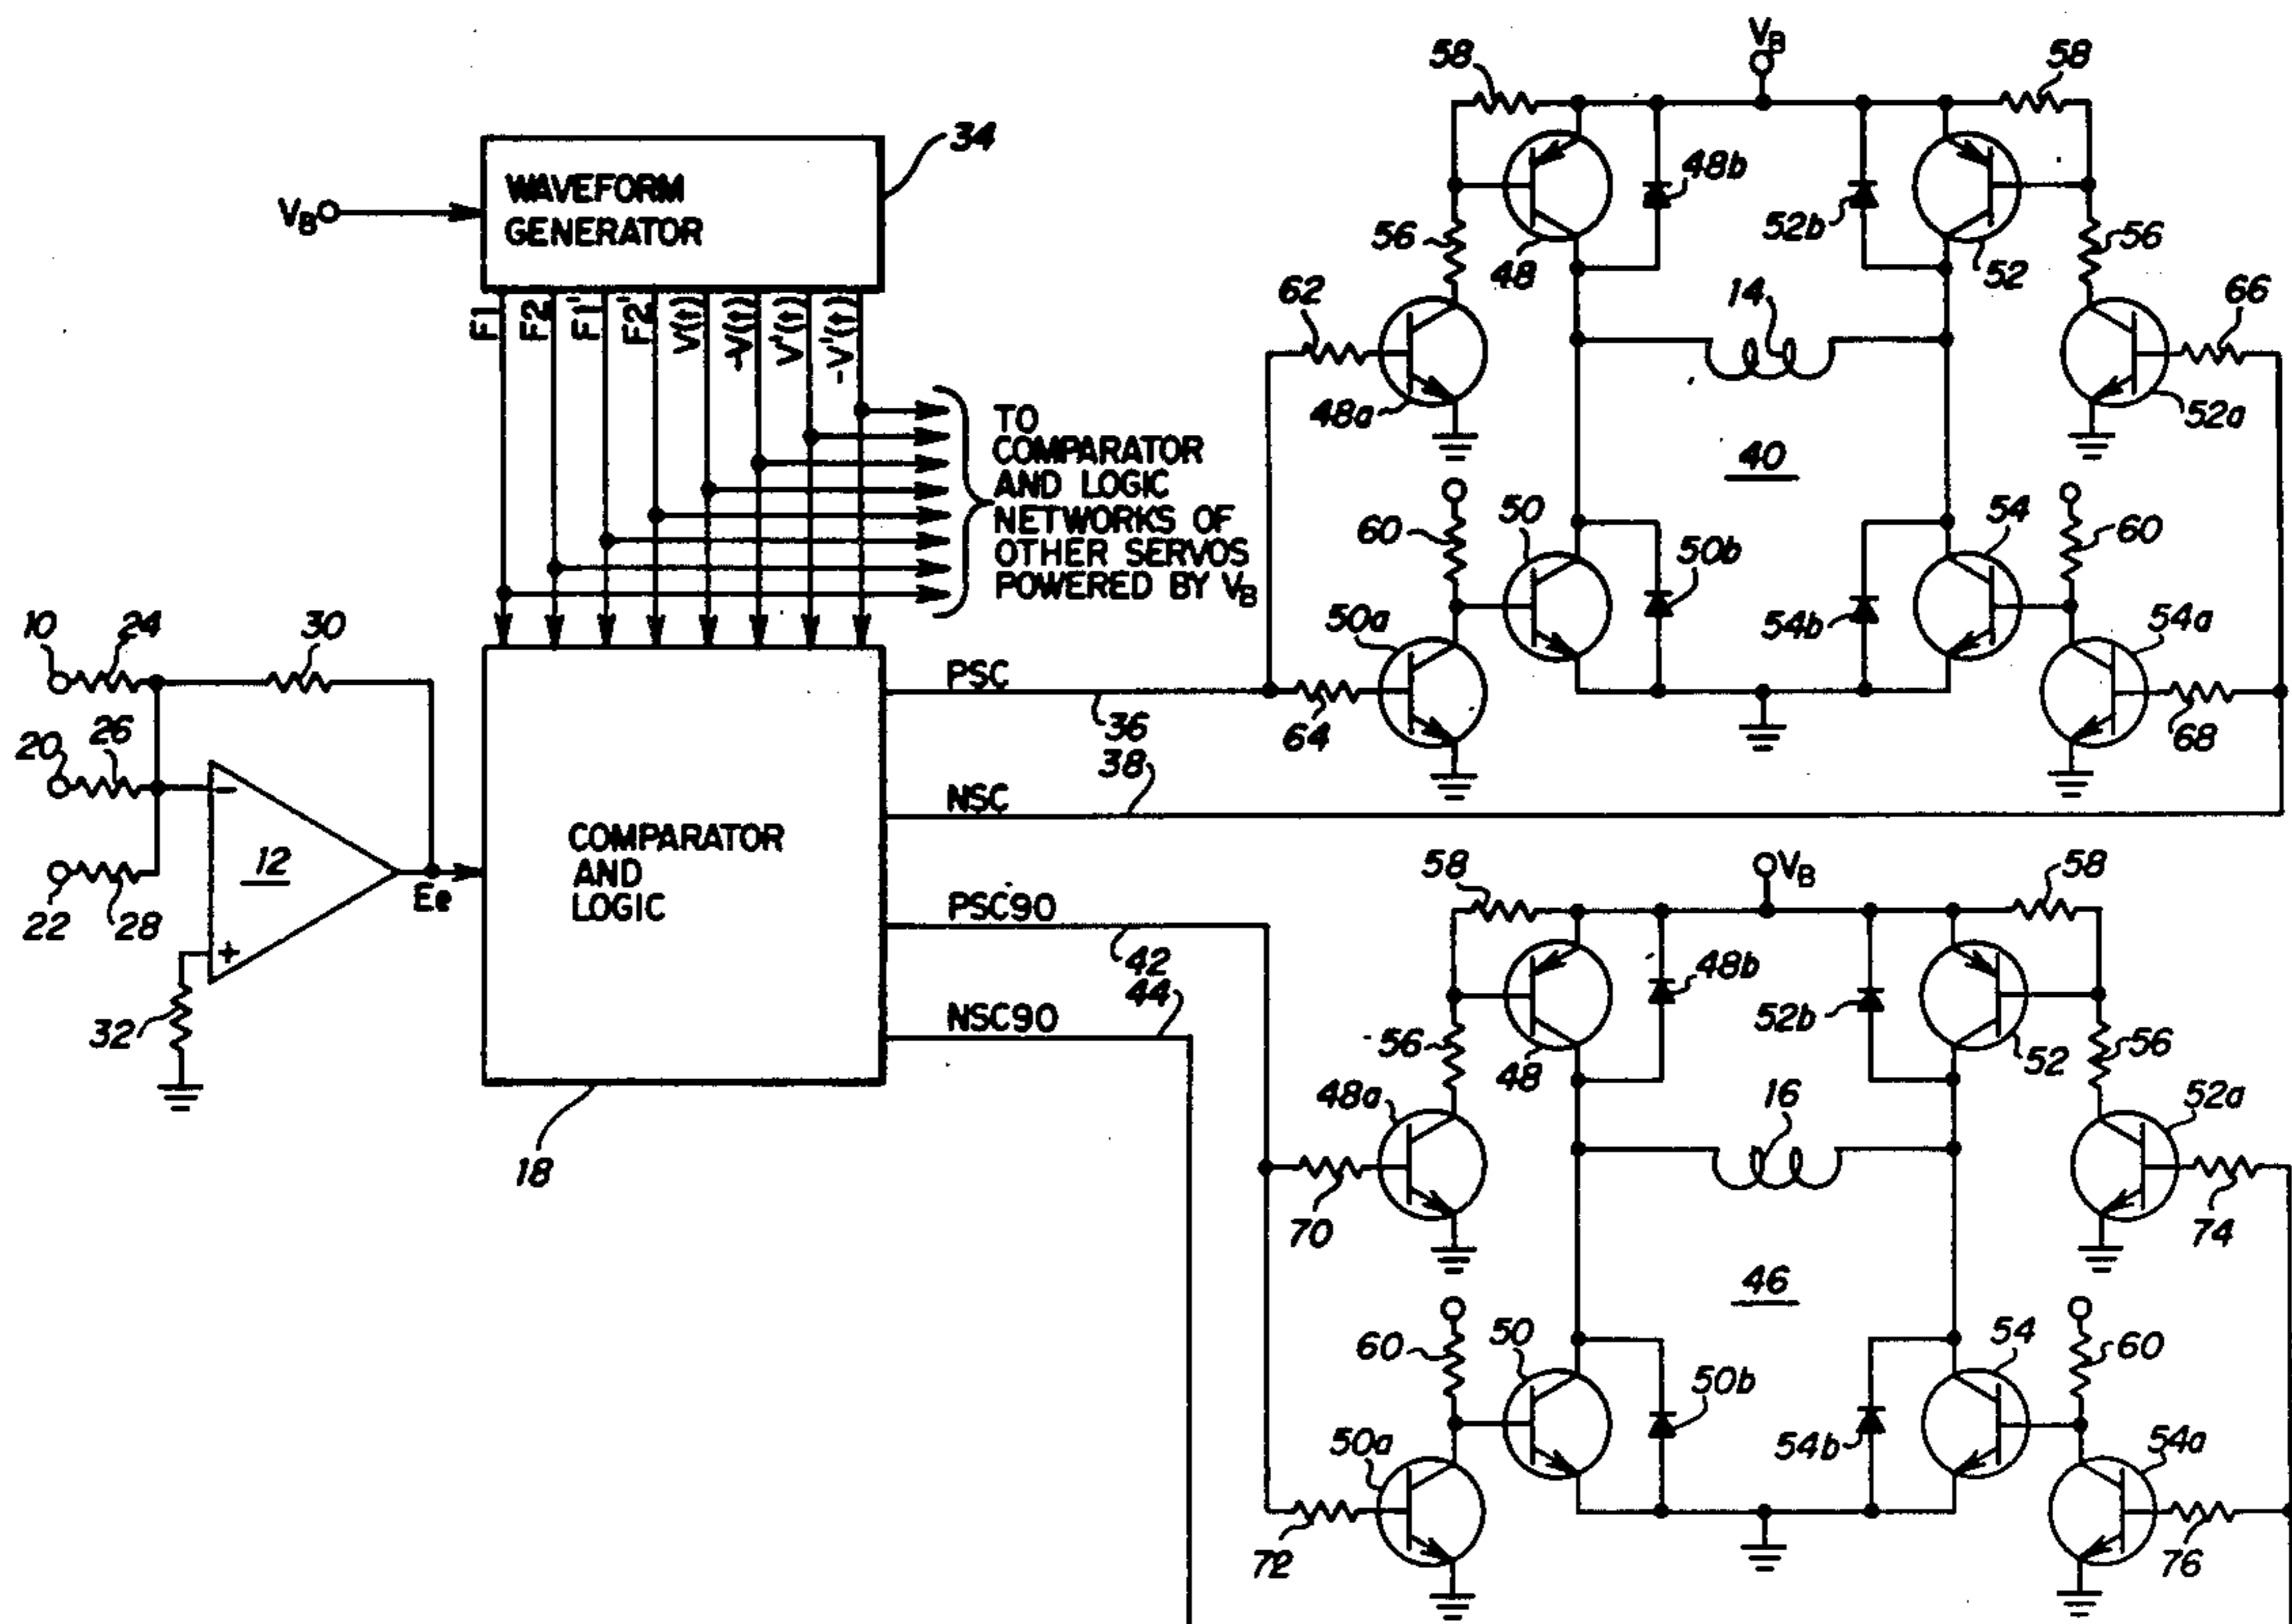 V_B
58
58
34
WAVEFORM
GENERATOR
V_B
48b
52b
56
48
52
56
F1
F2
F1'
F2'
V(t)
-V(t)
V'(t)
-V'(t)
62
14
66
48a
52a
TO
COMPARATOR
AND LOGIC
NETWORKS OF
OTHER SERVOS
POWERED BY V_B
40
60
50
54
60
50b
54b
50a
54a
10
24
30
PSC
36
64
68
20
26
38
NSC
-
12
COMPARATOR
AND
LOGIC
Ee
22
28
+
32
18
58
V_B
58
PSC90
42
44
NSC90
48b
52b
56
48
52
56
48a
16
52a
70
74
46
60
50
54
60
50b
54b
50a
54a
72
76